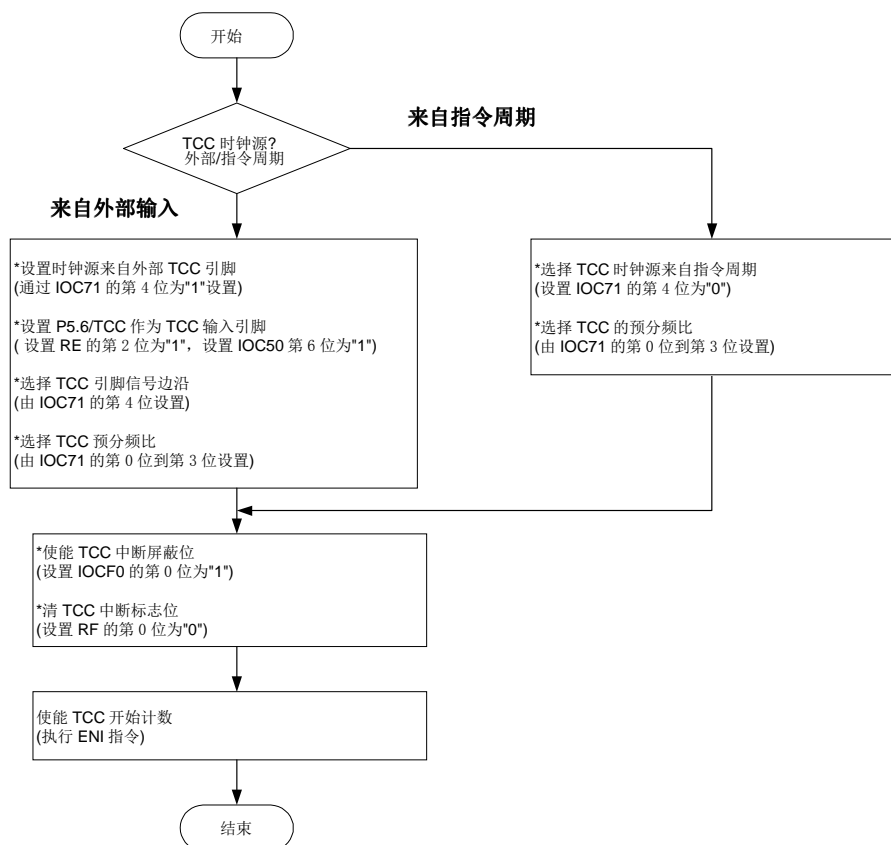 开始
TCC 时钟源?
外部/指令周期
来自指令周期
来自外部输入
*设置时钟源来自外部 TCC 引脚
(通过 IOC71 的第 4 位为"1"设置)
*设置 P5.6/TCC 作为 TCC 输入引脚
( 设置 RE 的第 2 位为"1"，设置 IOC50 第 6 位为"1")
*选择 TCC 引脚信号边沿
(由 IOC71 的第 4 位设置)
*选择 TCC 预分频比
(由 IOC71 的第 0 位到第 3 位设置)
*选择 TCC 时钟源来自指令周期
(设置 IOC71 的第 4 位为"0")
*选择 TCC 的预分频比
(由 IOC71 的第 0 位到第 3 位设置)
*使能 TCC 中断屏蔽位
(设置 IOCF0 的第 0 位为"1")
*清 TCC 中断标志位
(设置 RF 的第 0 位为"0")
使能 TCC 开始计数
(执行 ENI 指令)
结束